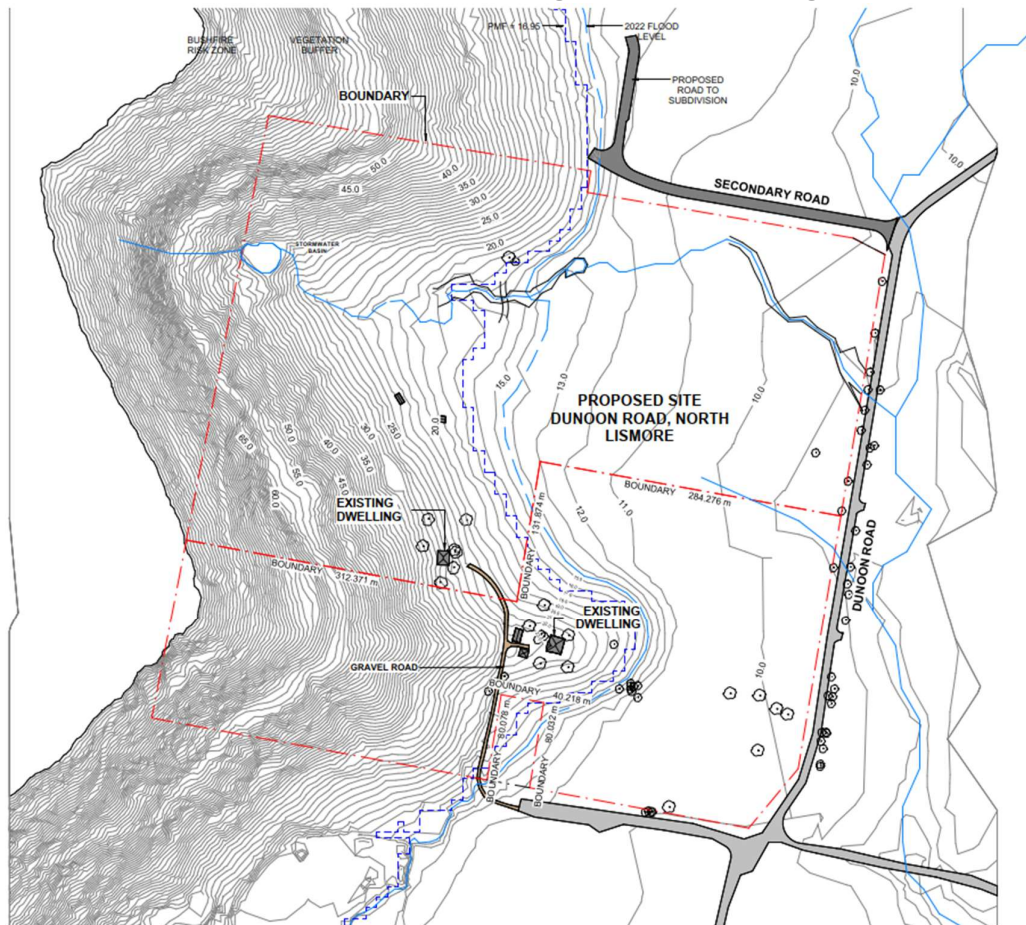 PMF = 16.95
2022 FLOOD
LEVEL
BUSHFIRE
RISK ZONE
VEGETATION
BUFFER
PROPOSED
ROAD TO
SUBDIVISION
BOUNDARY
10.0
10.0
50.0
45.0
40.0
35.0
30.0
25.0
20.0
SECONDARY ROAD
STORMWATER
BASIN
15.0
13.0
10.0
PROPOSED SITE
DUNOON ROAD, NORTH
LISMORE
20.0
25.0
30.0
35.0
40.0
45.0
50.0
55.0
60.0
65.0
BOUNDARY 284.276 m
EXISTING
DWELLING
12.0
11.0
BOUNDARY 131.874 m
BOUNDARY 312.371 m
DUNOON ROAD
EXISTING
DWELLING
GRAVEL ROAD
10.0
BOUNDARY 40.218 m
BOUNDARY 80.078 m
BOUNDARY 80.032 m